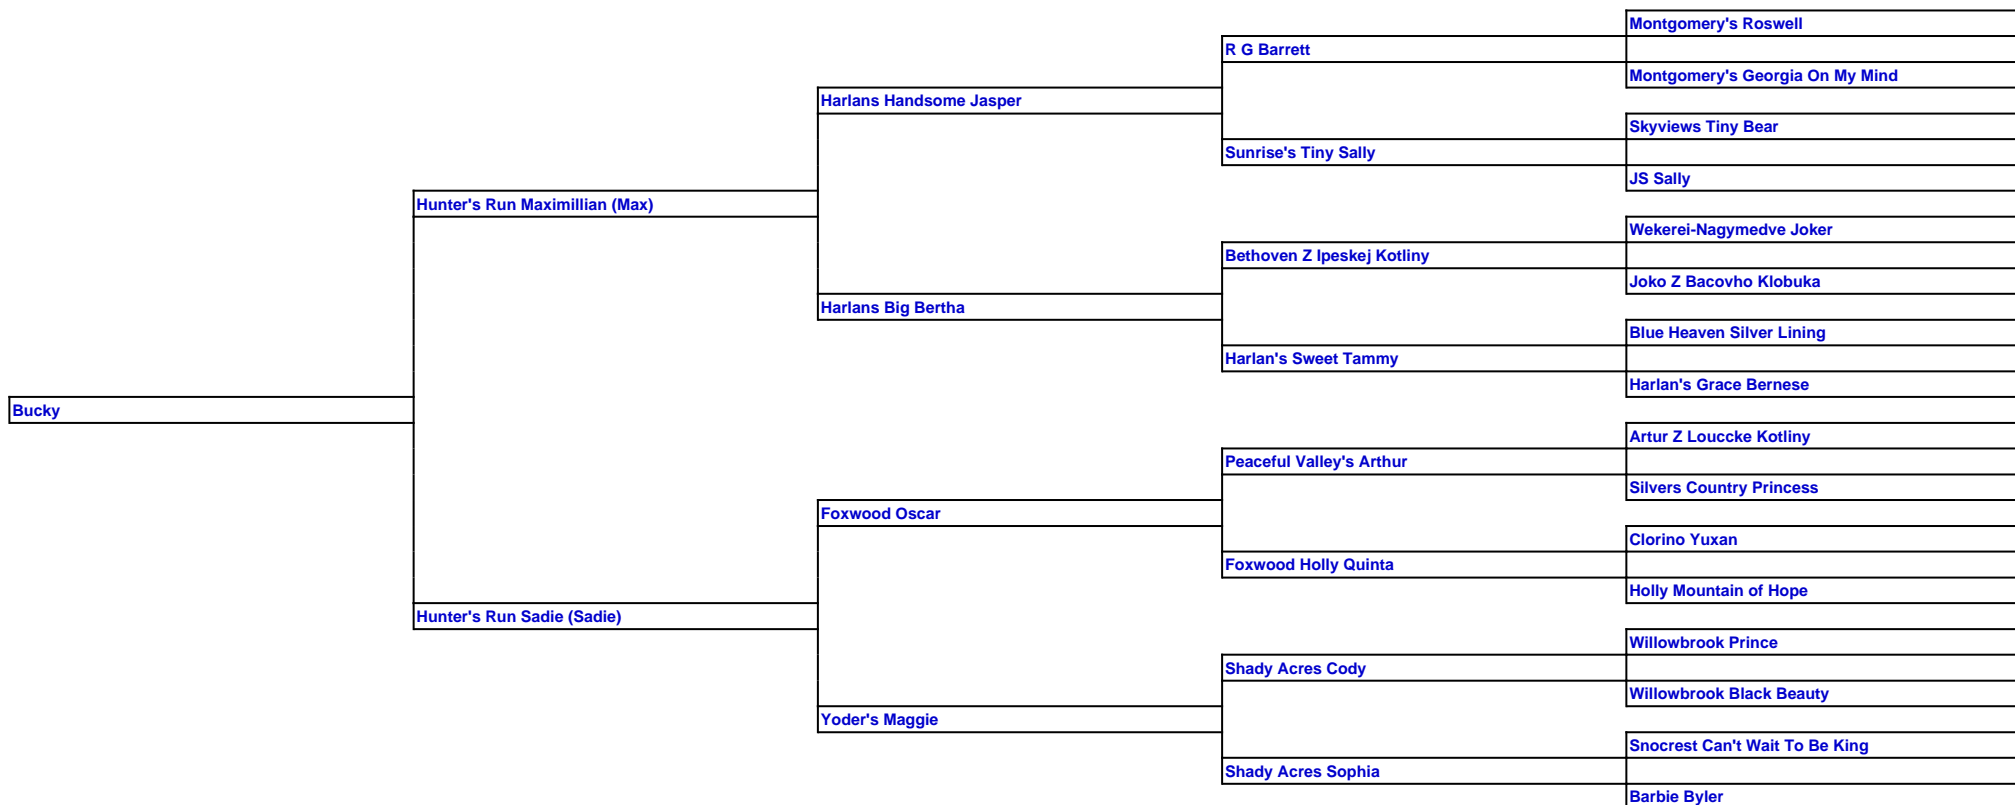 Montgomery's Roswell
R G Barrett
Montgomery's Georgia On My Mind
Harlans Handsome Jasper
Skyviews Tiny Bear
Sunrise's Tiny Sally
JS Sally
Hunter's Run Maximillian (Max)
Wekerei-Nagymedve Joker
Bethoven Z Ipeskej Kotliny
Joko Z Bacovho Klobuka
Harlans Big Bertha
Blue Heaven Silver Lining
Harlan's Sweet Tammy
Harlan's Grace Bernese
Bucky
Artur Z Louccke Kotliny
Peaceful Valley's Arthur
Silvers Country Princess
Foxwood Oscar
Clorino Yuxan
Foxwood Holly Quinta
Holly Mountain of Hope
Hunter's Run Sadie (Sadie)
Willowbrook Prince
Shady Acres Cody
Willowbrook Black Beauty
Yoder's Maggie
Snocrest Can't Wait To Be King
Shady Acres Sophia
Barbie Byler